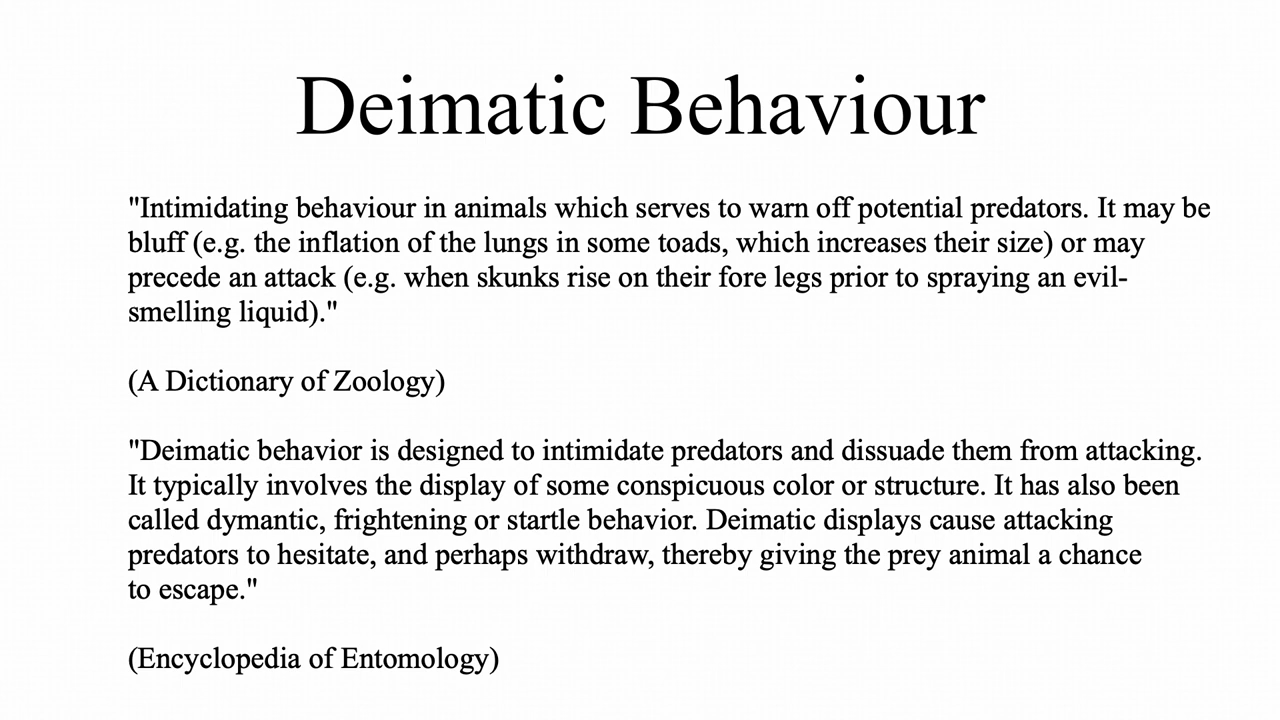 Deimatic Behaviour
"Intimidating behaviour in animals which serves to warn off potential predators. It may be
bluff (e.g. the inflation of the lungs in some toads, which increases their size) or may
precede an attack (e.g. when skunks rise on their fore legs prior to spraying an evil-
smelling liquid)."
(A Dictionary of Zoology)
"Deimatic behavior is designed to intimidate predators and dissuade them from attacking.
It typically involves the display of some conspicuous color or structure. It has also been
called dymantic, frightening or startle behavior. Deimatic displays cause attacking
predators to hesitate, and perhaps withdraw, thereby giving the prey animal a chance
to escape."
(Encyclopedia of Entomology)